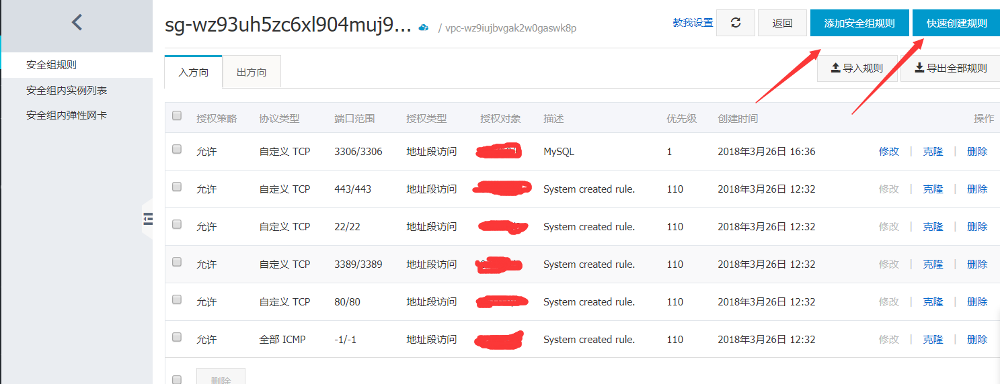 sg-wz93uh5zc6xl904muj9... / vpc-wz9iujbvgak2w0gaswk8p 教我设置 返回 添加安全组规则 快速创建规则
安全组规则
安全组内实例列表
安全组内弹性网卡
入方向 出方向 导入规则 导出全部规则
授权策略 协议类型 端口范围 授权类型 授权对象 描述 优先级 创建时间 操作
允许 自定义 TCP 3306/3306 地址段访问 MySQL 1 2018年3月26日 16:36 修改 | 克隆 | 删除
允许 自定义 TCP 443/443 地址段访问 System created rule. 110 2018年3月26日 12:32 修改 | 克隆 | 删除
允许 自定义 TCP 22/22 地址段访问 System created rule. 110 2018年3月26日 12:32 修改 | 克隆 | 删除
允许 自定义 TCP 3389/3389 地址段访问 System created rule. 110 2018年3月26日 12:32 修改 | 克隆 | 删除
允许 自定义 TCP 80/80 地址段访问 System created rule. 110 2018年3月26日 12:32 修改 | 克隆 | 删除
允许 全部 ICMP -1/-1 地址段访问 System created rule. 110 2018年3月26日 12:32 修改 | 克隆 | 删除
删除